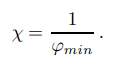 χ = 1 / φ_min .